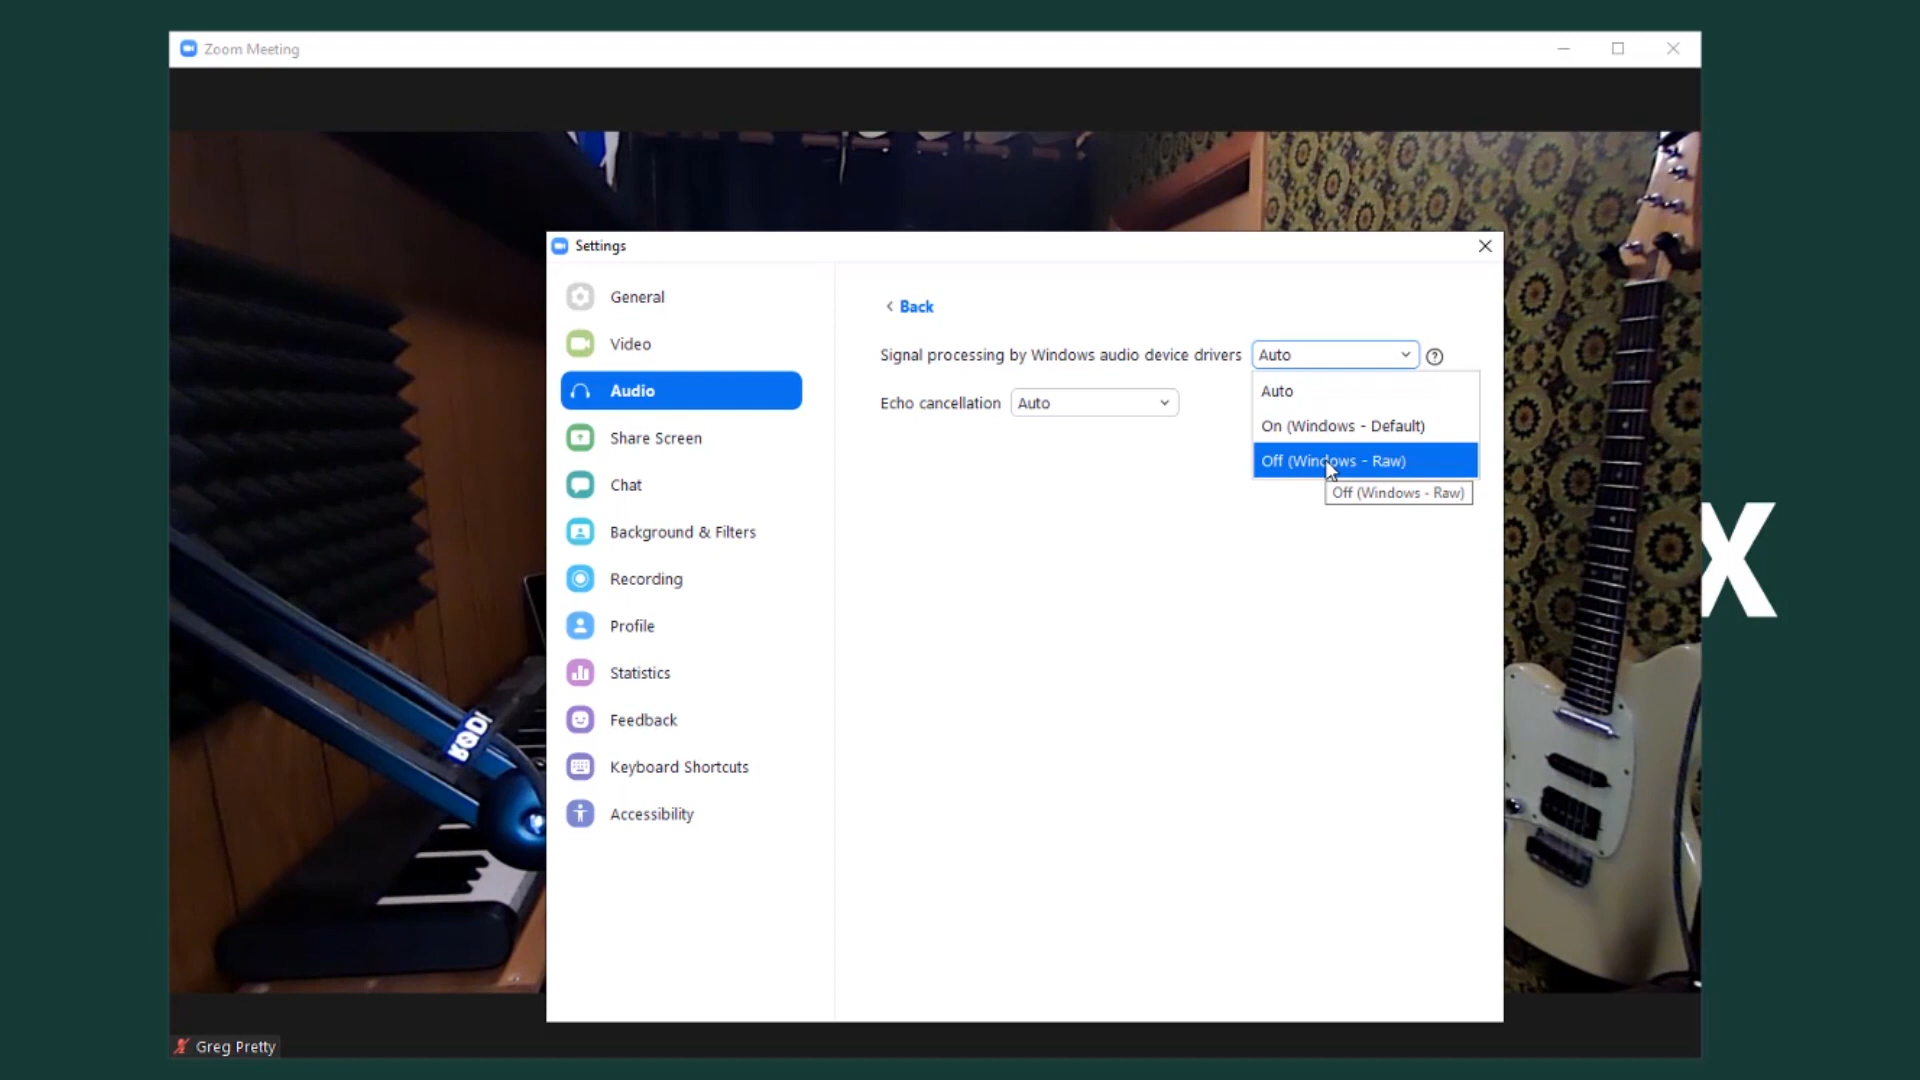 Zoom Meeting
Settings
General
Video
Audio
Share Screen
Chat
Background & Filters
Recording
Profile
Statistics
Feedback
Keyboard Shortcuts
Accessibility
< Back
Signal processing by Windows audio device drivers Auto ?
Auto
On (Windows - Default)
Off (Windows - Raw)
Off (Windows - Raw)
Echo cancellation Auto
X
Greg Pretty